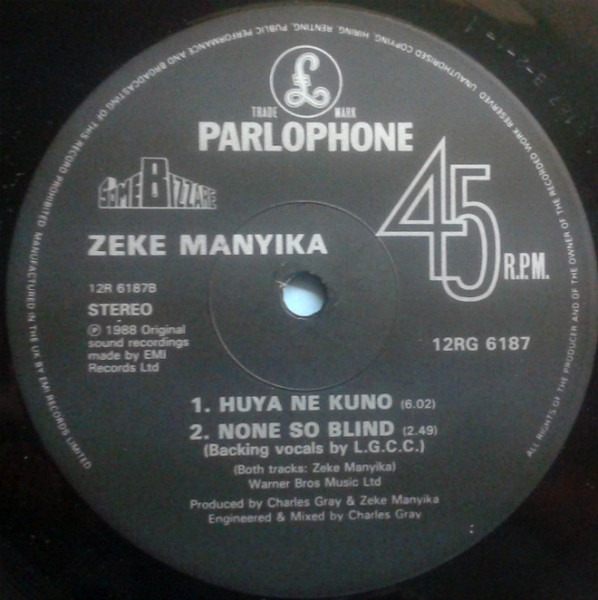 ALL RIGHTS OF THE PRODUCER AND OF THE OWNER OF THE RECORDED WORK RESERVED UNAUTHORISED COPYING, HIRING, RENTING, PUBLIC PERFORMANCE AND BROADCASTING OF THIS RECORD PROHIBITED MANUFACTURED IN THE UK BY EMI RECORDS LIMITED
£
TRADE MARK
PARLOPHONE
SOME BIZZARE
45 R.P.M.
ZEKE MANYIKA
12R 6187B
STEREO
℗ 1988 Original
sound recordings
made by EMI
Records Ltd
12RG 6187
1. HUYA NE KUNO (6.02)
2. NONE SO BLIND (2.49)
(Backing vocals by L.G.C.C.)
(Both tracks: Zeke Manyika)
Warner Bros Music Ltd
Produced by Charles Gray & Zeke Manyika
Engineered & Mixed by Charles Gray